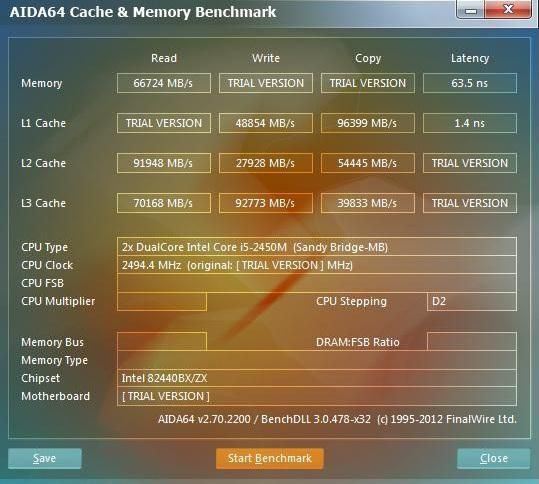 AIDA64 Cache & Memory Benchmark
Read Write Copy Latency
Memory 66724 MB/s TRIAL VERSION TRIAL VERSION 63.5 ns
L1 Cache TRIAL VERSION 48854 MB/s 96399 MB/s 1.4 ns
L2 Cache 91948 MB/s 27928 MB/s 54445 MB/s TRIAL VERSION
L3 Cache 70168 MB/s 92773 MB/s 39833 MB/s TRIAL VERSION
CPU Type 2x DualCore Intel Core i5-2450M (Sandy Bridge-MB)
CPU Clock 2494.4 MHz (original: [ TRIAL VERSION ] MHz)
CPU FSB
CPU Multiplier CPU Stepping D2
Memory Bus DRAM:FSB Ratio
Memory Type
Chipset Intel 82440BX/ZX
Motherboard [ TRIAL VERSION ]
AIDA64 v2.70.2200 / BenchDLL 3.0.478-x32 (c) 1995-2012 FinalWire Ltd.
Save Start Benchmark Close